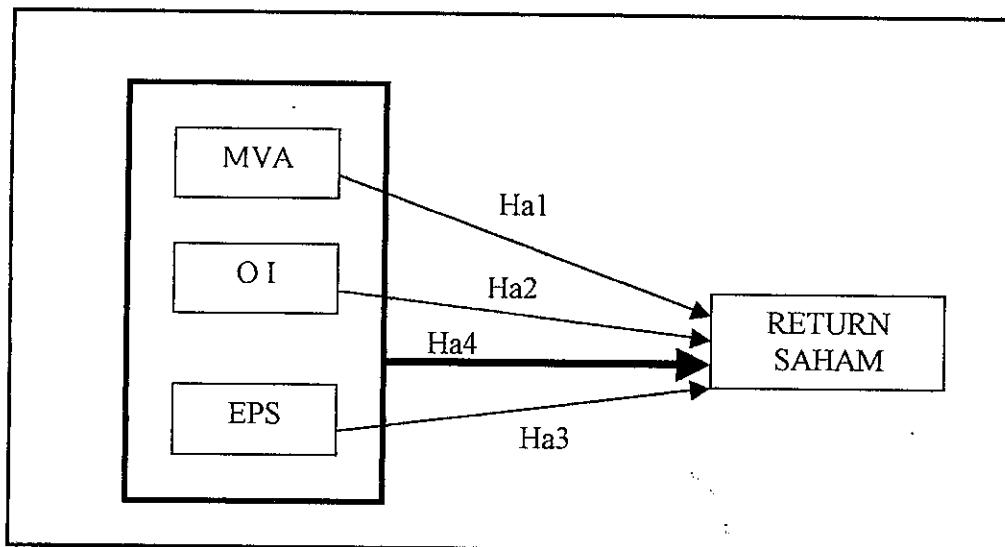 MVA
Ha1
O I
Ha2
RETURN
SAHAM
Ha4
EPS
Ha3